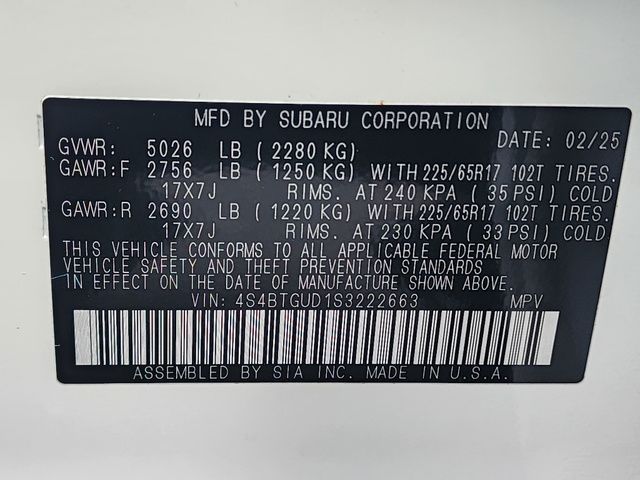 MFD BY SUBARU CORPORATION
DATE: 02/25
GVWR: 5026 LB (2280 KG)
GAWR:F 2756 LB (1250 KG) WITH 225/65R17 102T TIRES.
17X7J RIMS. AT 240 KPA (35 PSI) COLD
GAWR:R 2690 LB (1220 KG) WITH 225/65R17 102T TIRES.
17X7J RIMS. AT 230 KPA (33 PSI) COLD
THIS VEHICLE CONFORMS TO ALL APPLICABLE FEDERAL MOTOR
VEHICLE SAFETY AND THEFT PREVENTION STANDARDS
IN EFFECT ON THE DATE OF MANUFACTURE SHOWN ABOVE.
VIN: 4S4BTGUD1S3222663 MPV
ASSEMBLED BY SIA INC. MADE IN U.S.A.